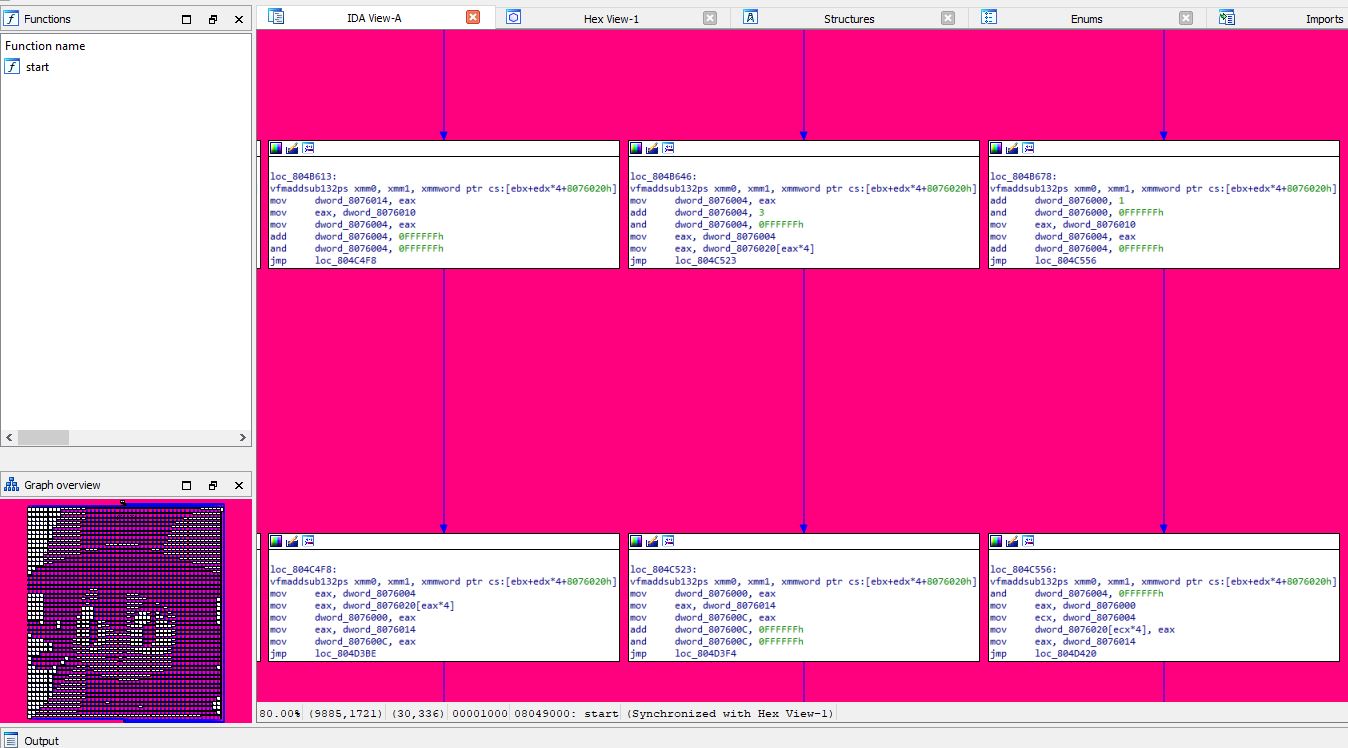 Functions
IDA View-A
Hex View-1
Structures
Enums
Imports
Function name
start
loc_804B613:
vfmaddsub132ps xmm0, xmm1, xmmword ptr cs:[ebx+edx*4+8076020h]
mov dword_8076014, eax
mov eax, dword_8076010
mov dword_8076004, eax
add dword_8076004, 0FFFFFFh
and dword_8076004, 0FFFFFFh
jmp loc_804C4F8
loc_804B646:
vfmaddsub132ps xmm0, xmm1, xmmword ptr cs:[ebx+edx*4+8076020h]
mov dword_8076004, eax
add dword_8076004, 3
and dword_8076004, 0FFFFFFh
mov eax, dword_8076004
mov eax, dword_8076020[eax*4]
jmp loc_804C523
loc_804B678:
vfmaddsub132ps xmm0, xmm1, xmmword ptr cs:[ebx+edx*4+8076020h]
add dword_8076000, 1
and dword_8076000, 0FFFFFFh
mov eax, dword_8076010
mov dword_8076004, eax
add dword_8076004, 0FFFFFFh
jmp loc_804C556
Graph overview
loc_804C4F8:
vfmaddsub132ps xmm0, xmm1, xmmword ptr cs:[ebx+edx*4+8076020h]
mov eax, dword_8076004
mov eax, dword_8076020[eax*4]
mov dword_8076000, eax
mov eax, dword_8076014
mov dword_807600C, eax
jmp loc_804D3BE
loc_804C523:
vfmaddsub132ps xmm0, xmm1, xmmword ptr cs:[ebx+edx*4+8076020h]
mov dword_8076000, eax
mov eax, dword_8076014
mov dword_807600C, eax
add dword_807600C, 0FFFFFFh
and dword_807600C, 0FFFFFFh
jmp loc_804D3F4
loc_804C556:
vfmaddsub132ps xmm0, xmm1, xmmword ptr cs:[ebx+edx*4+8076020h]
and dword_8076004, 0FFFFFFh
mov eax, dword_8076000
mov ecx, dword_8076004
mov dword_8076020[ecx*4], eax
mov eax, dword_8076014
jmp loc_804D420
80.00% (9885,1721) (30,336) 00001000 08049000: start (Synchronized with Hex View-1)
Output